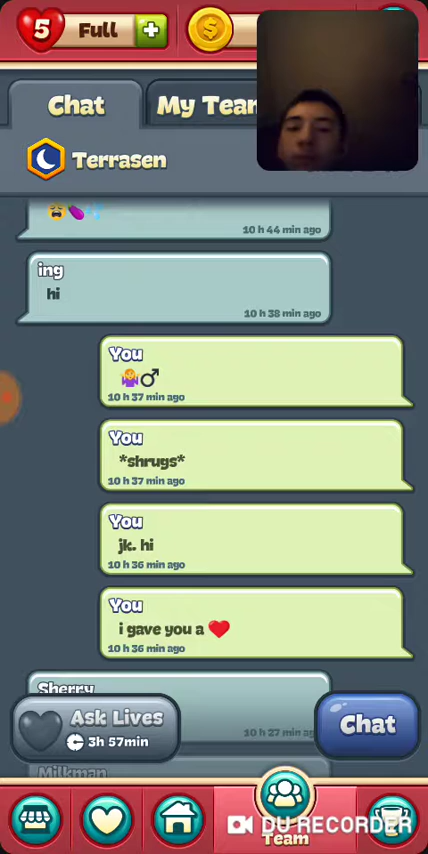 5 Full
Chat
My Tea
Terrasen
10 h 44 min ago
ing
hi
10 h 38 min ago
You
10 h 37 min ago
You
*shrugs*
10 h 37 min ago
You
jk. hi
10 h 36 min ago
You
i gave you a
10 h 36 min ago
Sherry
10 h 27 min ag
Ask Lives
3h 57min
Chat
Milkman
DU RECORDER
Team